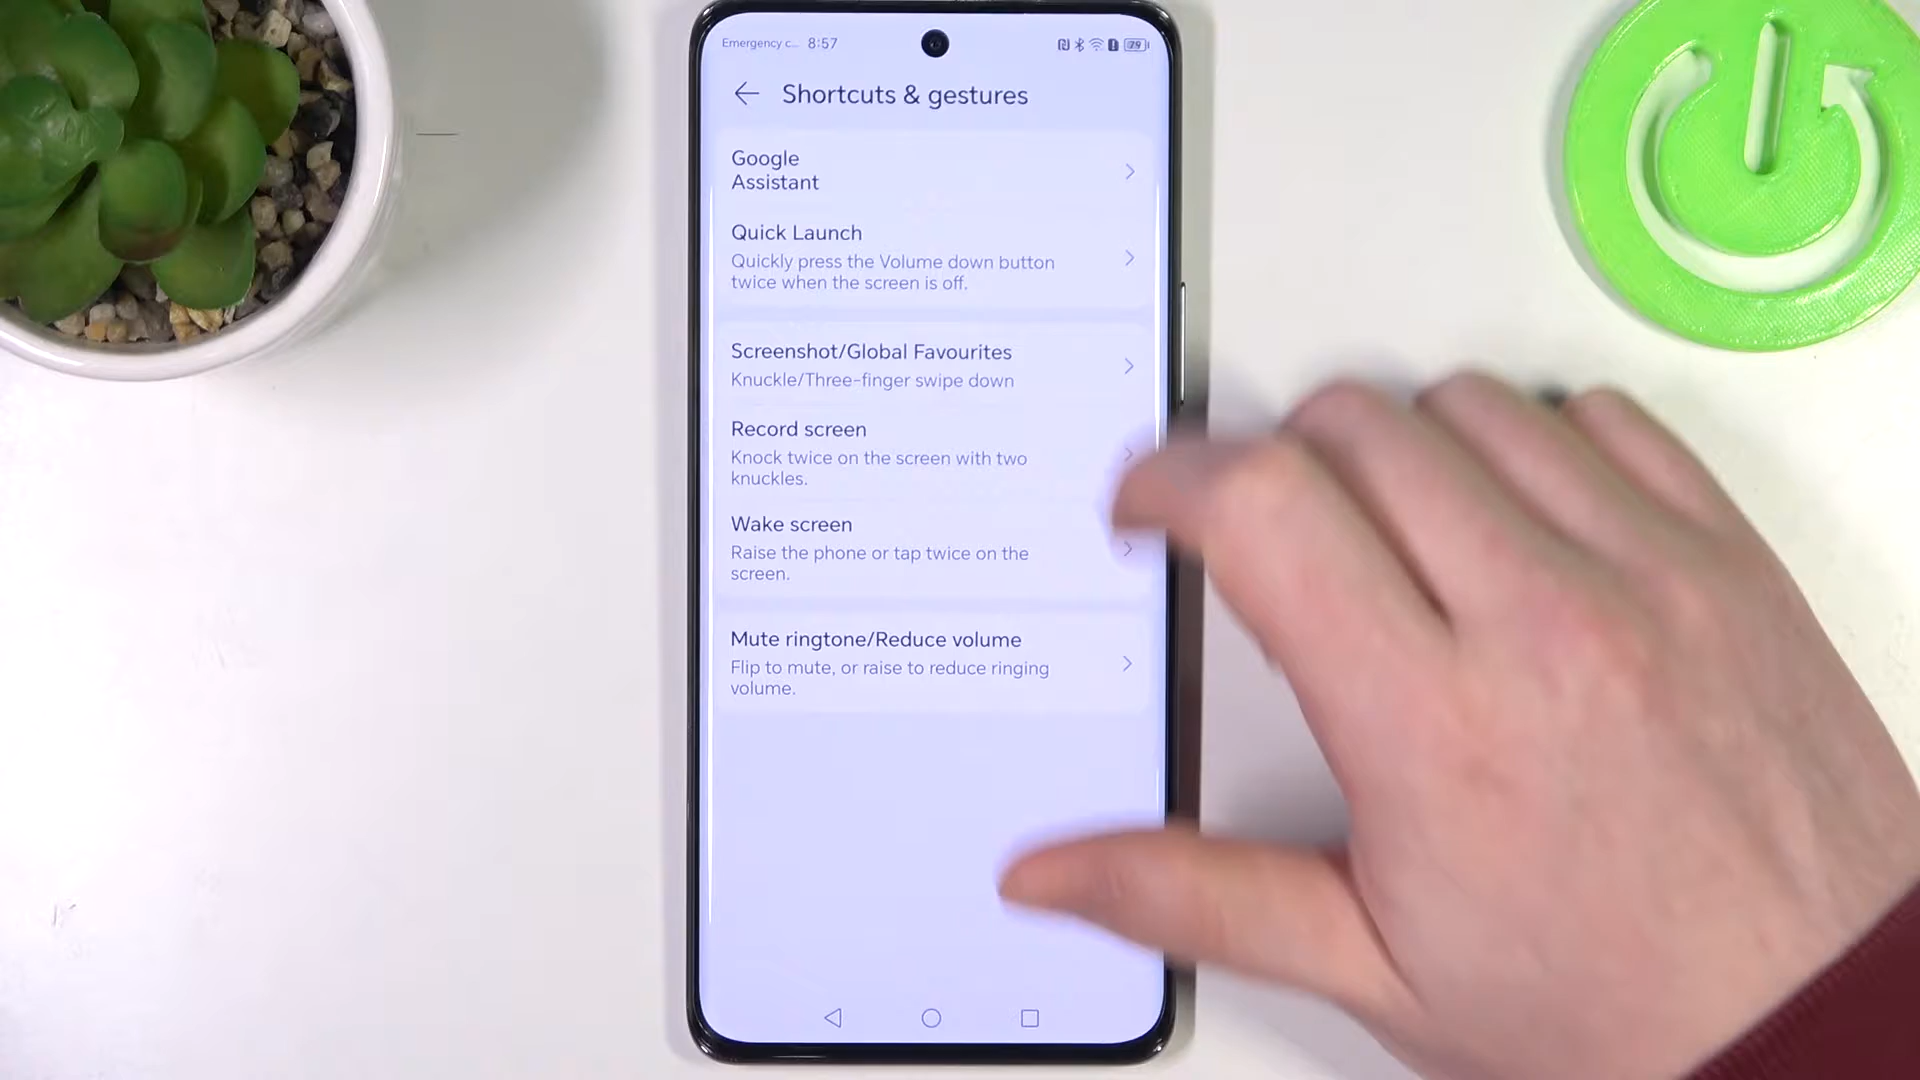 Emergency c... 8:57
79
Shortcuts & gestures
Google
Assistant
Quick Launch
Quickly press the Volume down button
twice when the screen is off.
Screenshot/Global Favourites
Knuckle/Three-finger swipe down
Record screen
Knock twice on the screen with two
knuckles.
Wake screen
Raise the phone or tap twice on the
screen.
Mute ringtone/Reduce volume
Flip to mute, or raise to reduce ringing
volume.